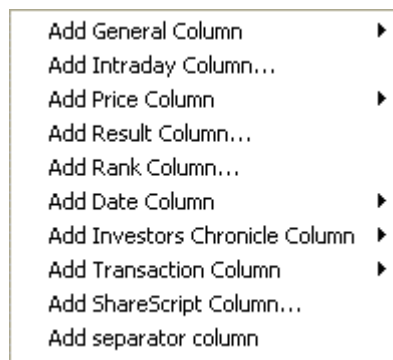 Add General Column
Add Intraday Column...
Add Price Column
Add Result Column...
Add Rank Column...
Add Date Column
Add Investors Chronicle Column
Add Transaction Column
Add ShareScript Column...
Add separator column